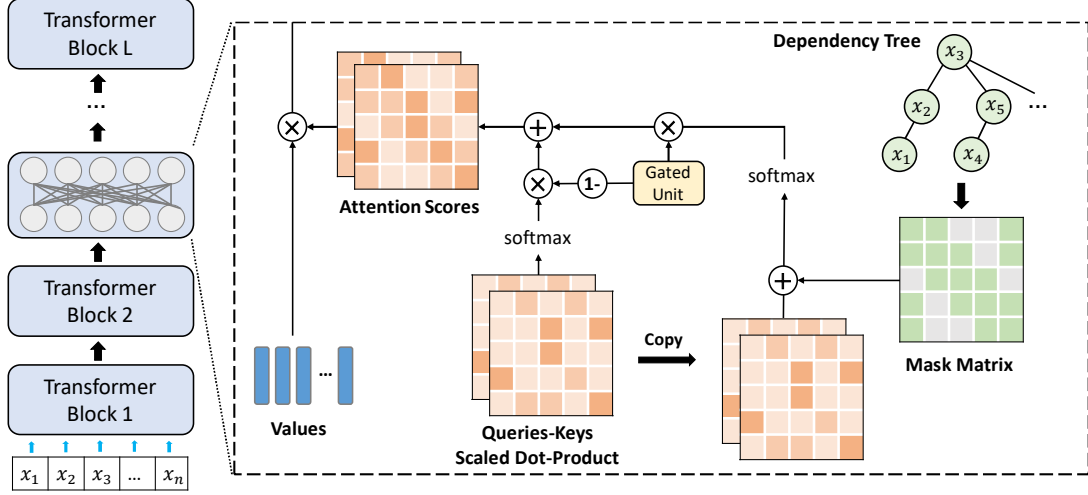 Transformer
Block L
...
Transformer
Block 2
Transformer
Block 1
x₁ x₂ x₃ ... xₙ
Dependency Tree
x₃
x₂ x₅ ...
x₁ x₄
×
+
×
Attention Scores
×
1-
Gated
Unit
softmax
softmax
+
Copy
Mask Matrix
...
Values
Queries-Keys
Scaled Dot-Product